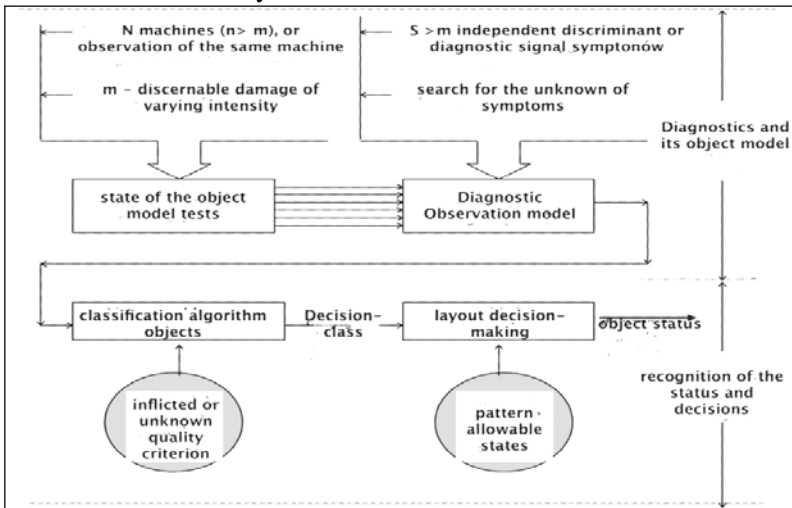 N machines (n> m), or
observation of the same machine
S >m independent discriminant or
diagnostic signal symptonów
m - discernable damage of
varying intensity
search for the unknown of
symptoms
Diagnostics and
its object model
state of the object
model tests
Diagnostic
Observation model
classification algorithm
objects
Decision-
class
layout decision-
making
object status
recognition of the
status and
decisions
inflicted or
unknown
quality
criterion
pattern
allowable
states